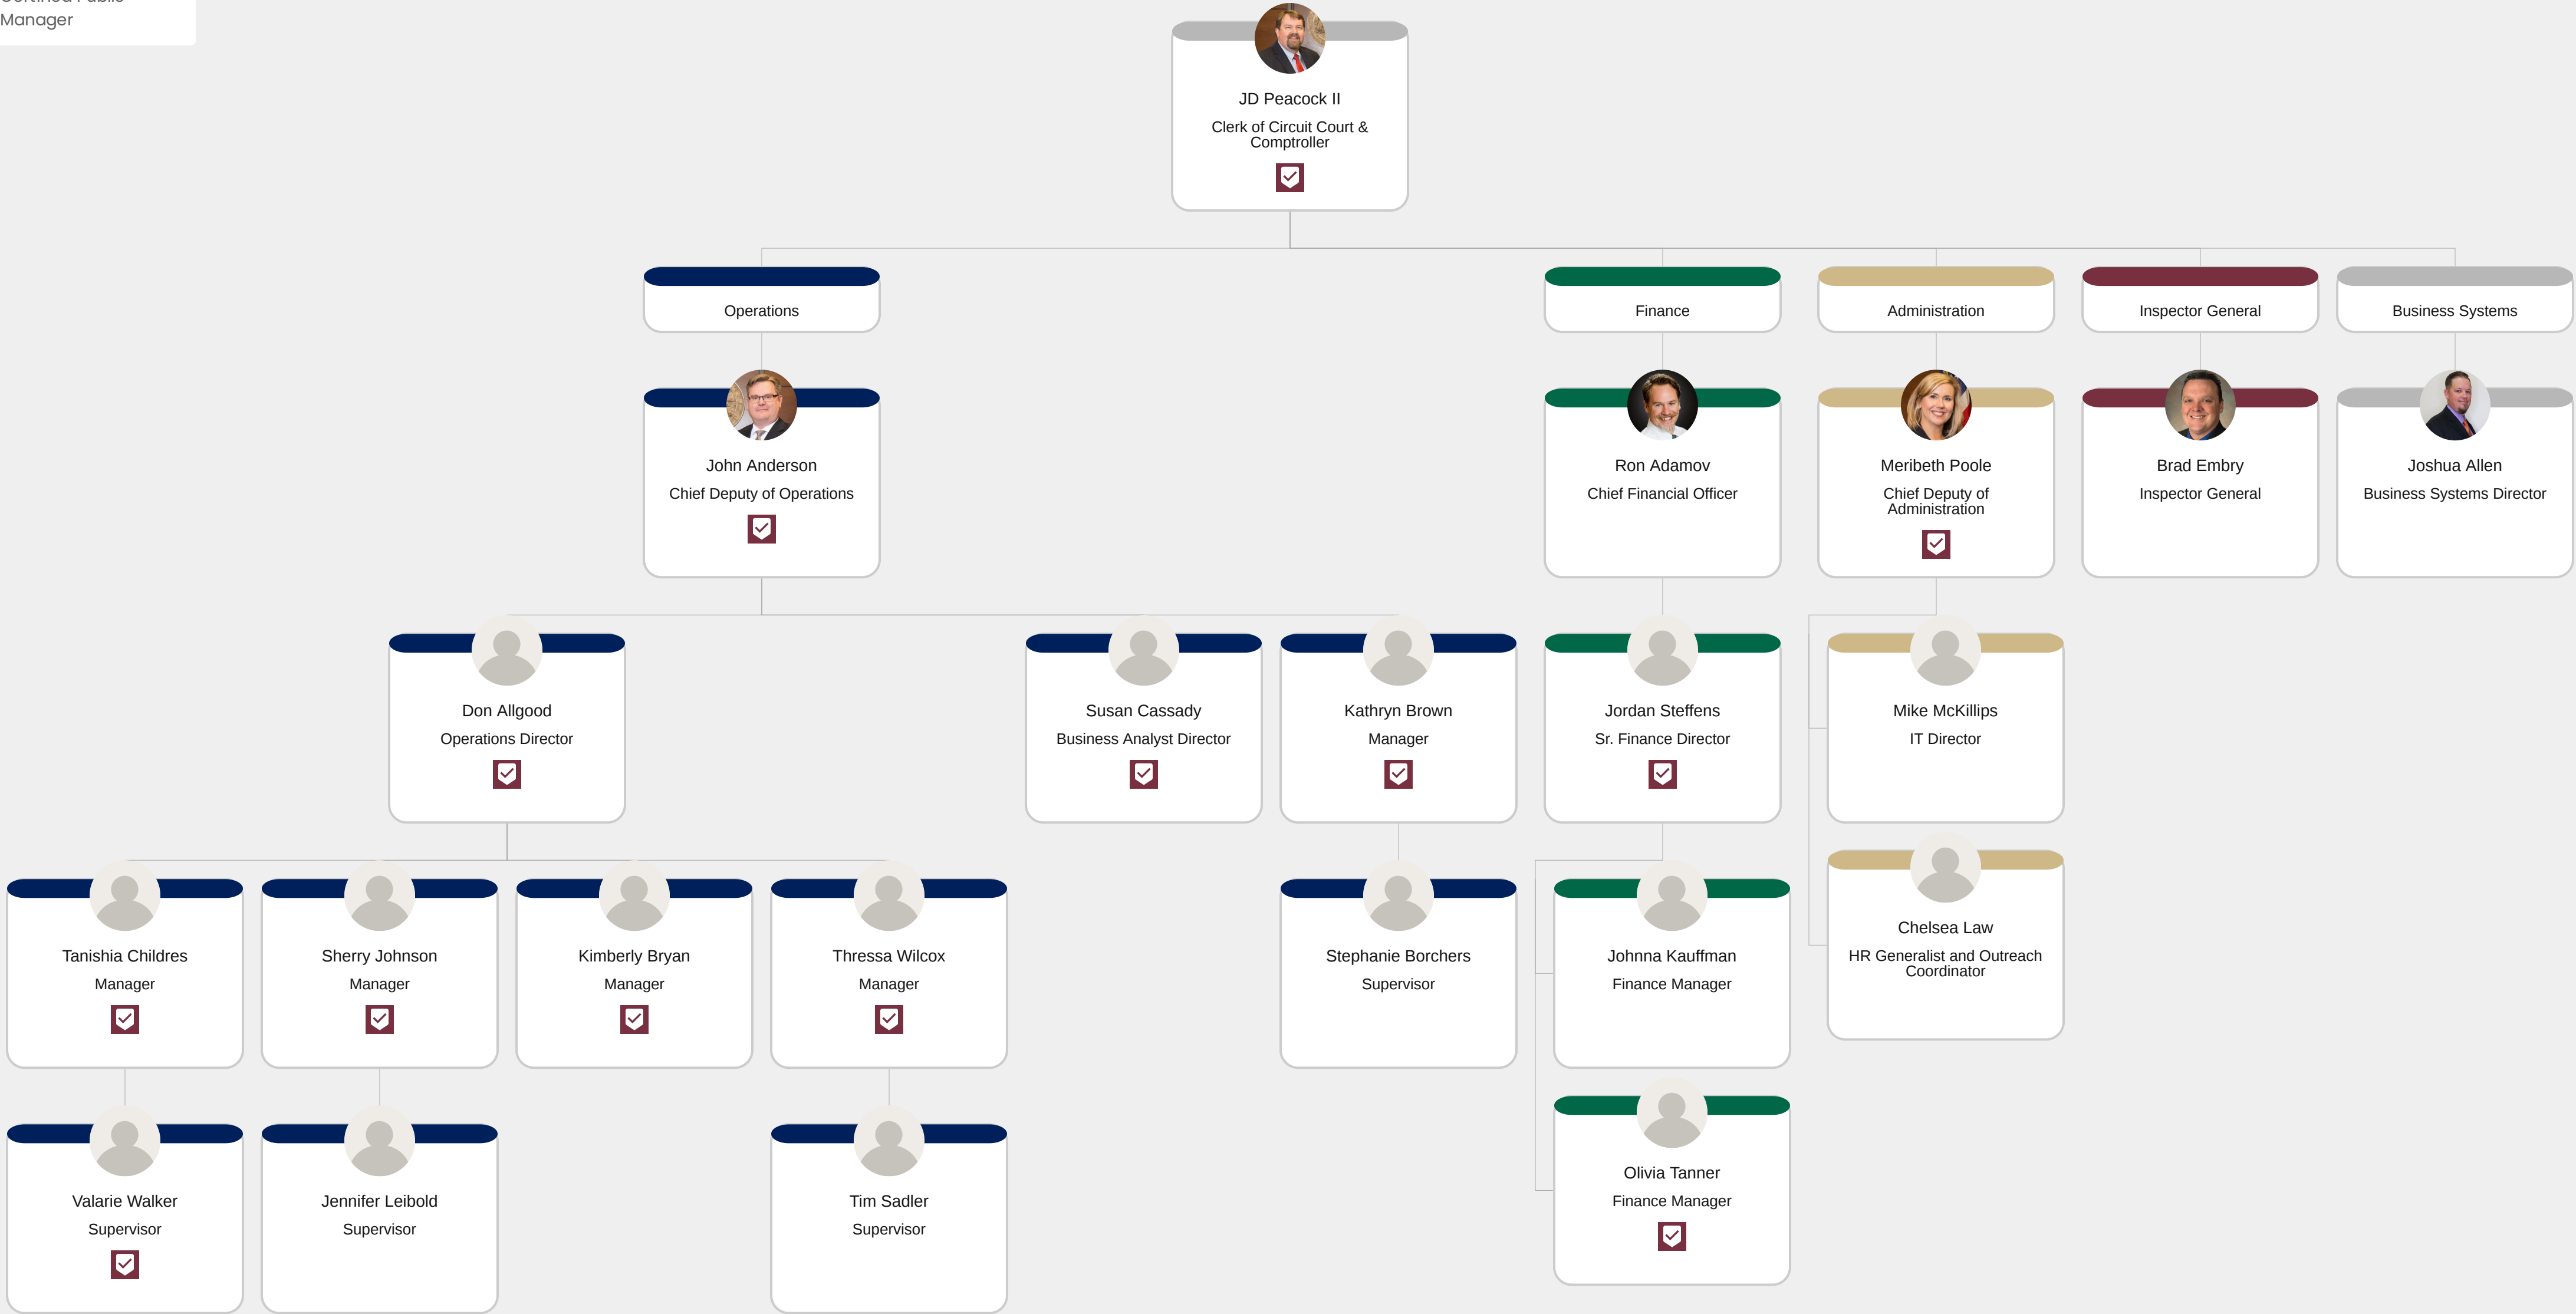 Manager
JD Peacock II
Clerk of Circuit Court &
Comptroller
Operations
Finance
Administration
Inspector General
Business Systems
John Anderson
Chief Deputy of Operations
Ron Adamov
Chief Financial Officer
Meribeth Poole
Chief Deputy of
Administration
Brad Embry
Inspector General
Joshua Allen
Business Systems Director
Don Allgood
Operations Director
Susan Cassady
Business Analyst Director
Kathryn Brown
Manager
Jordan Steffens
Sr. Finance Director
Mike McKillips
IT Director
Tanishia Childres
Manager
Sherry Johnson
Manager
Kimberly Bryan
Manager
Thressa Wilcox
Manager
Stephanie Borchers
Supervisor
Johnna Kauffman
Finance Manager
Chelsea Law
HR Generalist and Outreach
Coordinator
Valarie Walker
Supervisor
Jennifer Leibold
Supervisor
Tim Sadler
Supervisor
Olivia Tanner
Finance Manager